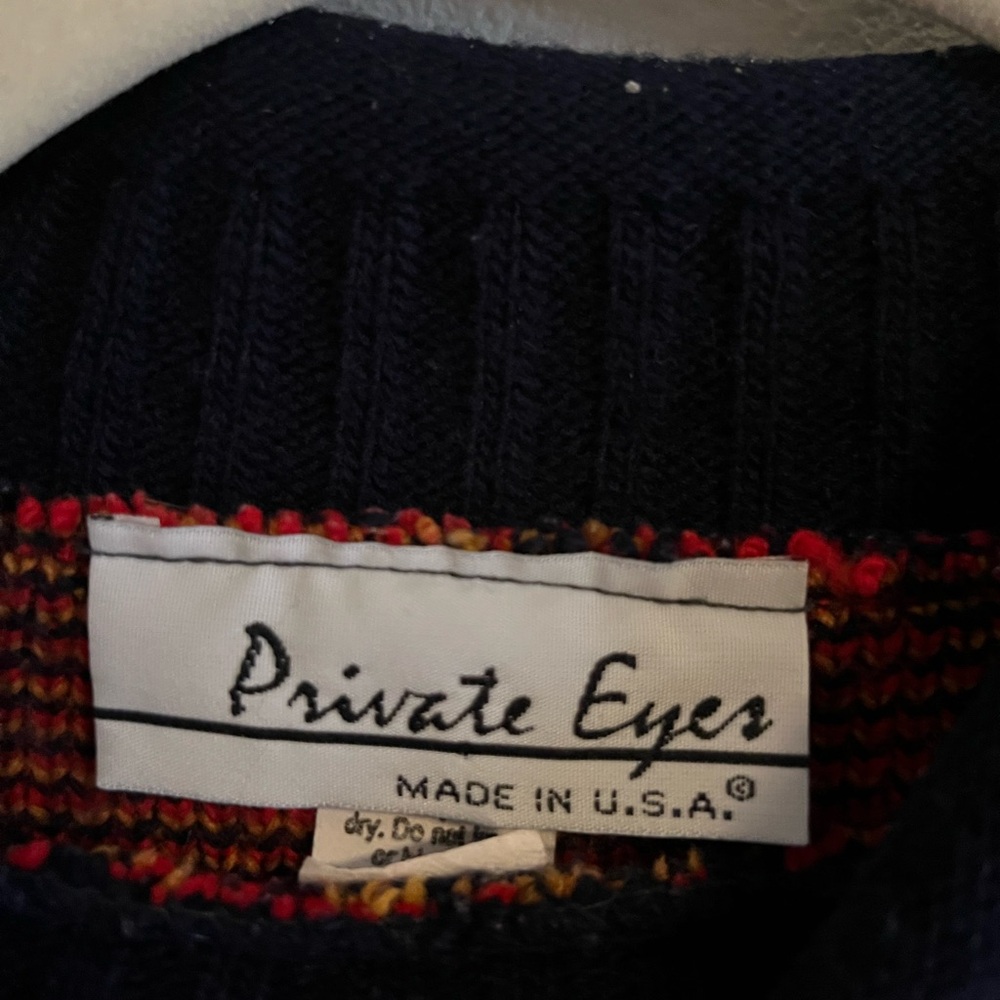 Private Eyes
MADE IN U.S.A.©
dry. Do not